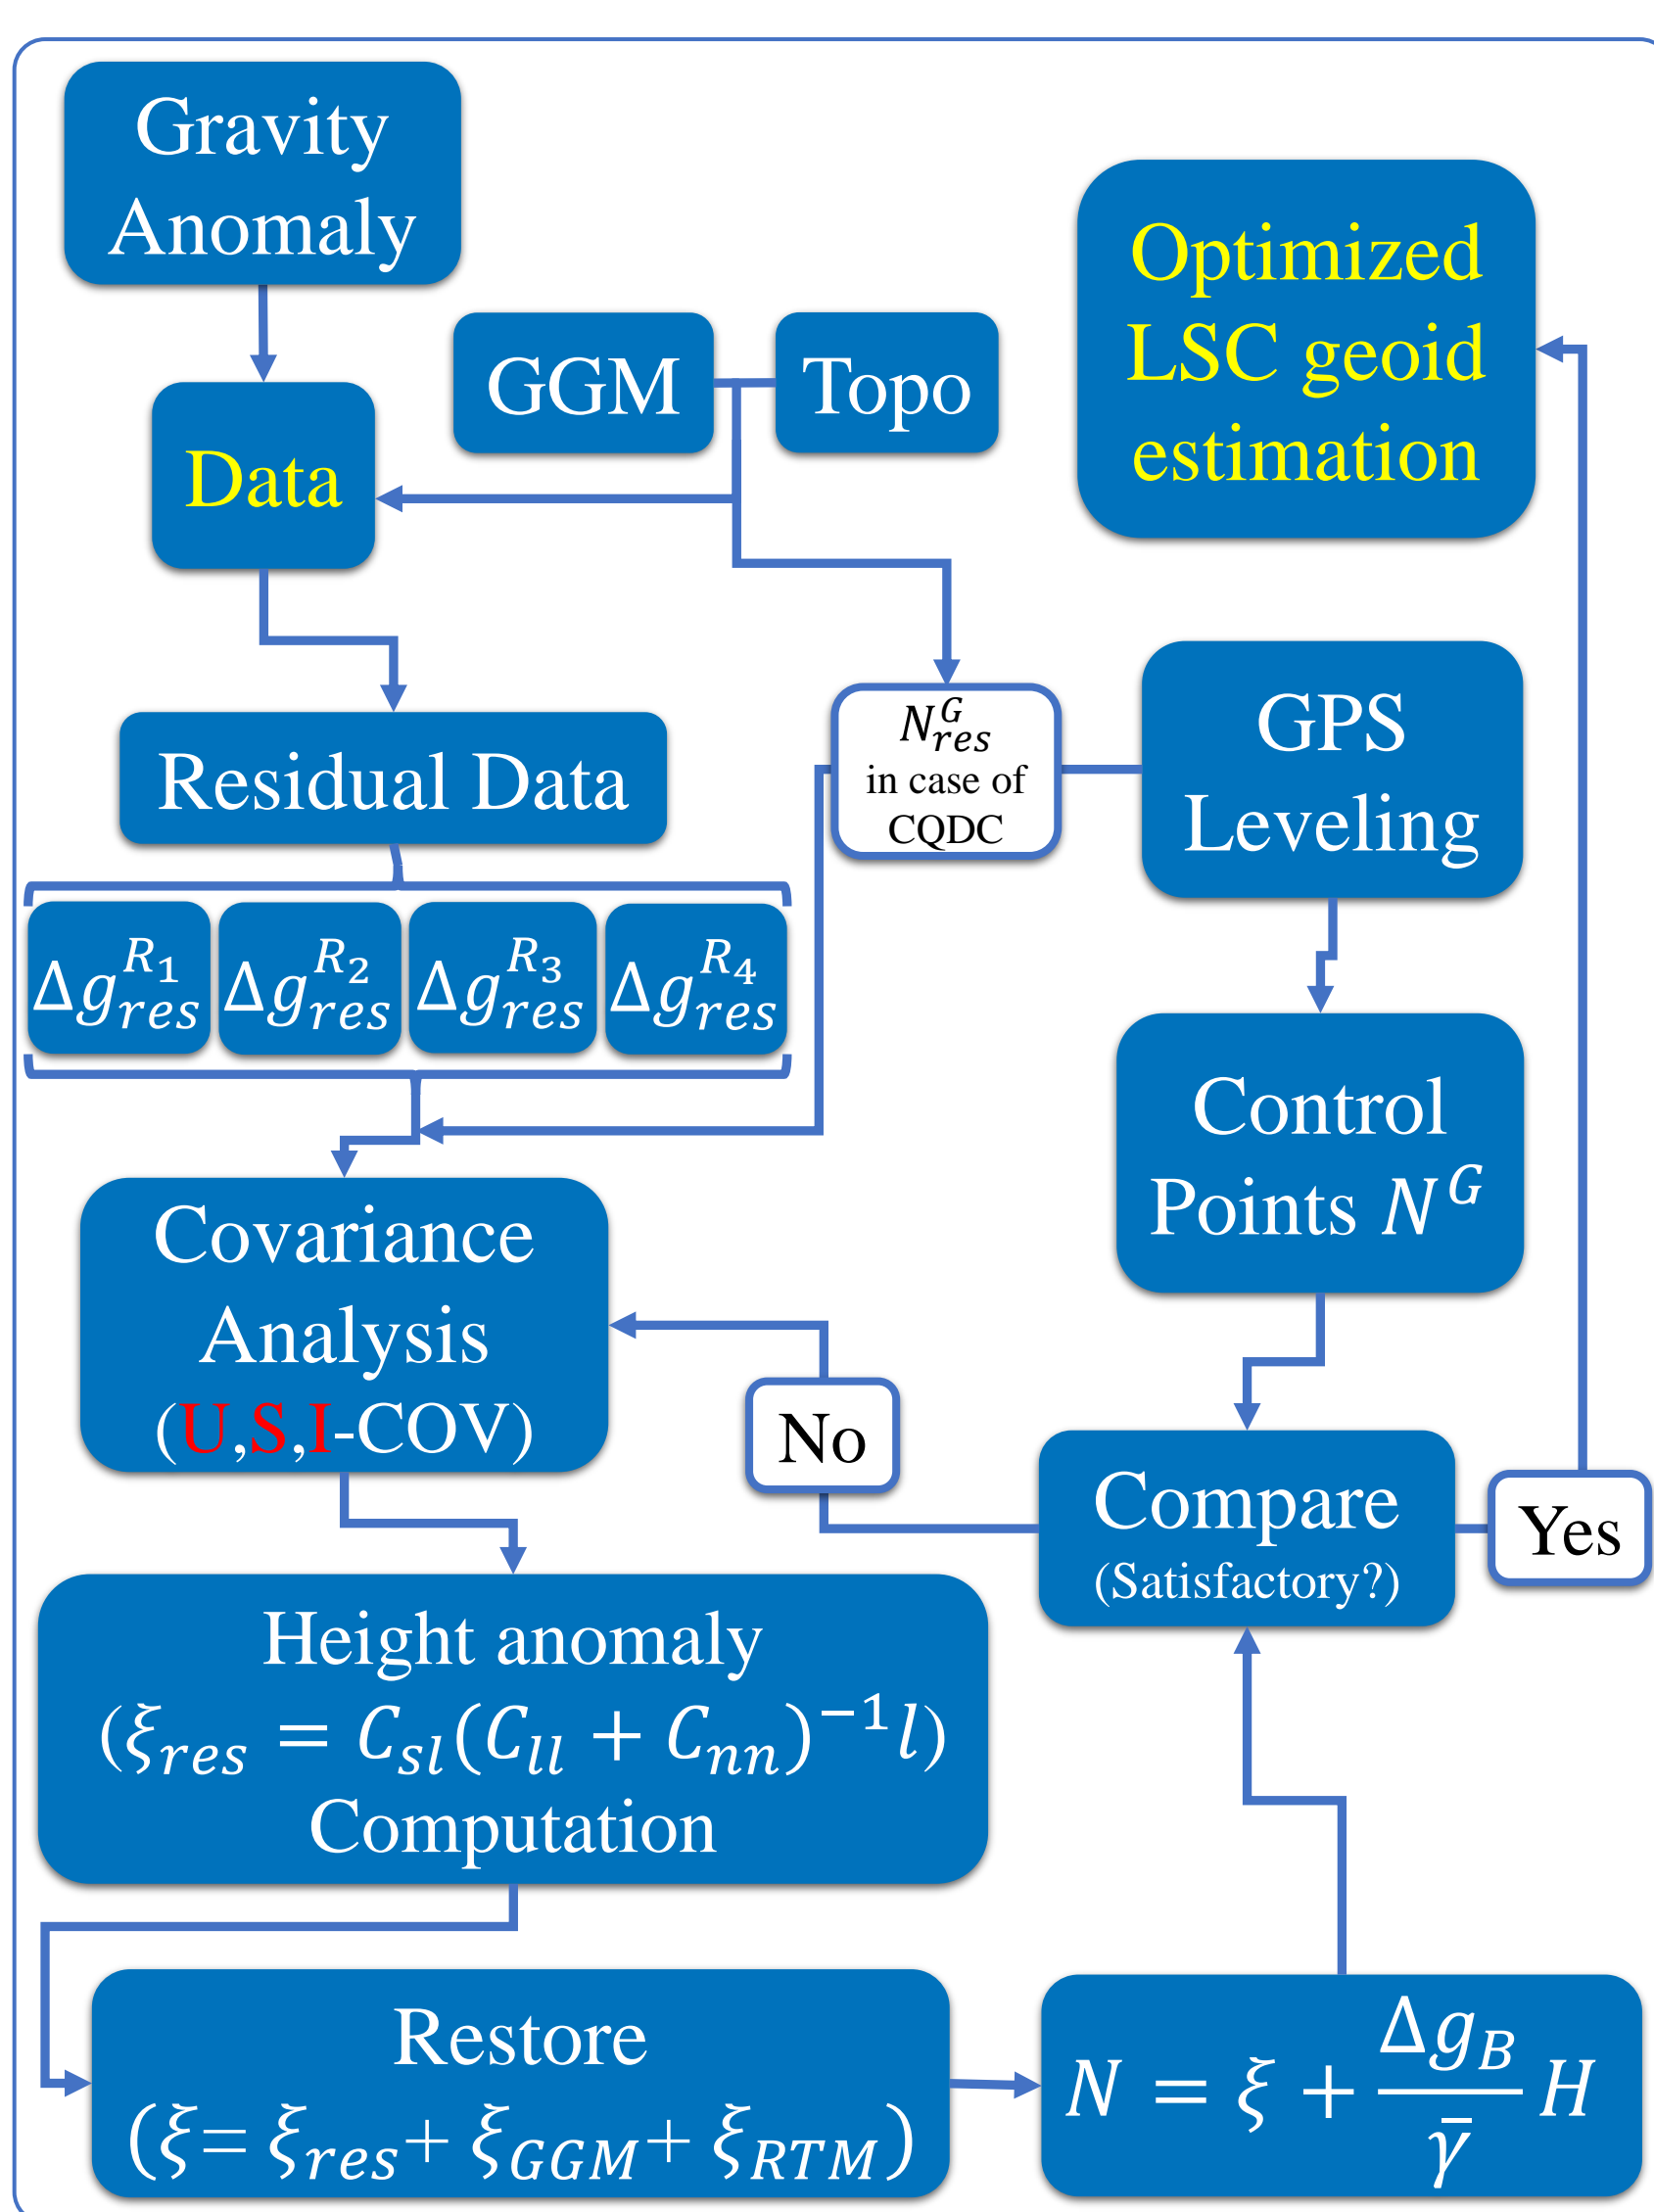 Gravity
Anomaly
Optimized
LSC geoid
estimation
GGM
Topo
Data
N^G_res
in case of
CQDC
GPS
Leveling
Residual Data
Δg^R₁_res
Δg^R₂_res
Δg^R₃_res
Δg^R₄_res
Control
Points N^G
Covariance
Analysis
(U,S,I-COV)
No
Compare
(Satisfactory?)
Yes
Height anomaly
(ξ_res = C_sl(C_ll + C_nn)⁻¹l)
Computation
Restore
(ξ= ξ_res+ ξ_GGM+ ξ_RTM)
N = ξ + Δg_B/γ̄ H